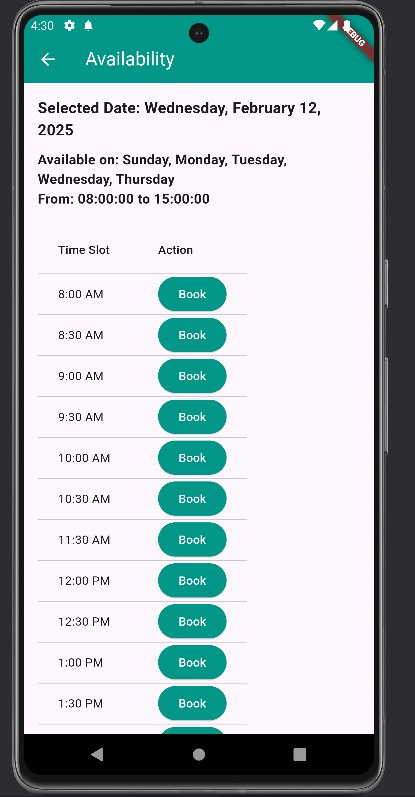 4:30
DEBUG
Availability
Selected Date: Wednesday, February 12,
2025
Available on: Sunday, Monday, Tuesday,
Wednesday, Thursday
From: 08:00:00 to 15:00:00
Time Slot Action
8:00 AM Book
8:30 AM Book
9:00 AM Book
9:30 AM Book
10:00 AM Book
10:30 AM Book
11:30 AM Book
12:00 PM Book
12:30 PM Book
1:00 PM Book
1:30 PM Book